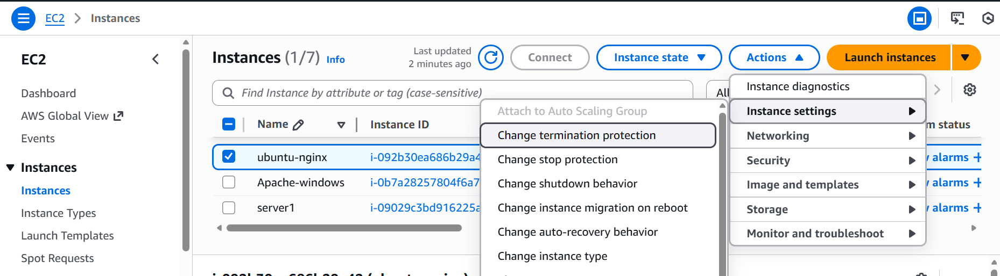 EC2 > Instances
EC2
Dashboard
AWS Global View
Events
Instances
Instances
Instance Types
Launch Templates
Spot Requests
Instances (1/7) Info
Last updated
2 minutes ago
Connect
Instance state
Actions
Launch instances
Find Instance by attribute or tag (case-sensitive)
All
Name
Instance ID
m status
ubuntu-nginx
i-092b30ea686b29a4
alarms +
Apache-windows
i-0b7a28257804f6a7
alarms +
server1
i-09029c3bd916225a
alarms +
Instance diagnostics
Instance settings
Networking
Security
Image and templates
Storage
Monitor and troubleshoot
Attach to Auto Scaling Group
Change termination protection
Change stop protection
Change shutdown behavior
Change instance migration on reboot
Change auto-recovery behavior
Change instance type